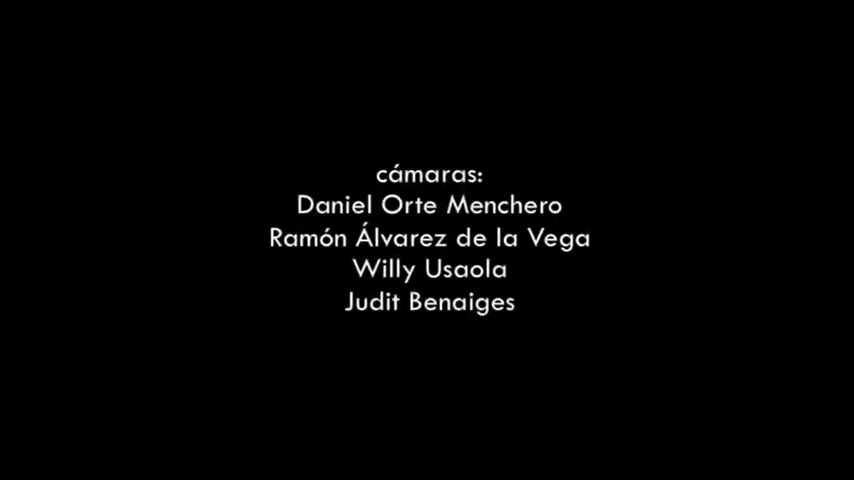 cámaras:
Daniel Orte Menchero
Ramón Álvarez de la Vega
Willy Usaola
Judit Benaiges